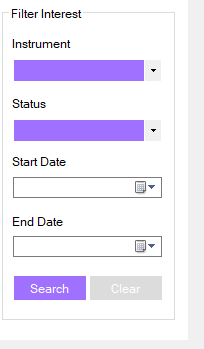 Filter Interest
Instrument
Status
Start Date
End Date
Search Clear